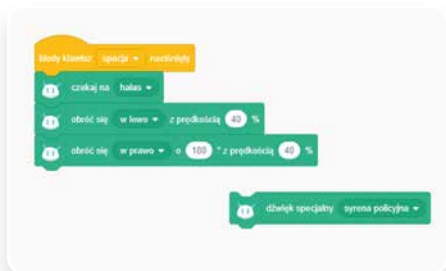 kiedy klawisz spacja naciśnięty
czekaj na hałas
obróć się w lewo z prędkością 40 %
obróć się w prawo o 180 ° z prędkością 40 %
dźwięk specjalny syrena policyjna